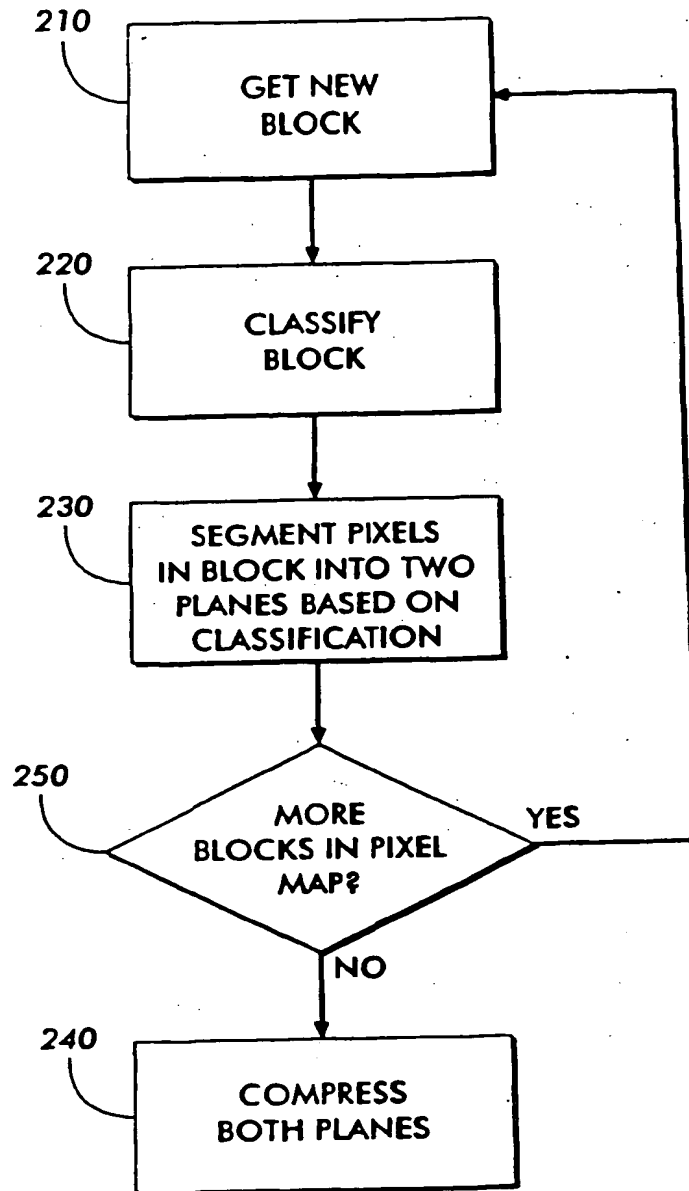 210
GET NEW
BLOCK
220
CLASSIFY
BLOCK
230
SEGMENT PIXELS
IN BLOCK INTO TWO
PLANES BASED ON
CLASSIFICATION
250
MORE
BLOCKS IN PIXEL
MAP?
YES
NO
240
COMPRESS
BOTH PLANES